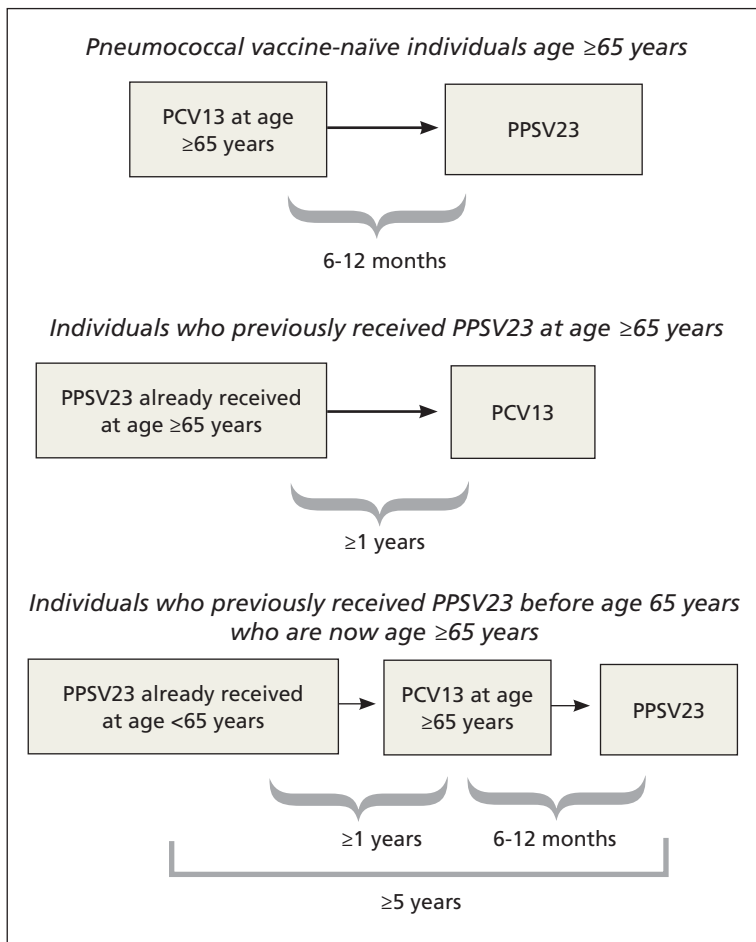 Pneumococcal vaccine-naïve individuals age ≥65 years
PCV13 at age
≥65 years
PPSV23
6-12 months
Individuals who previously received PPSV23 at age ≥65 years
PPSV23 already received
at age ≥65 years
PCV13
≥1 years
Individuals who previously received PPSV23 before age 65 years
who are now age ≥65 years
PPSV23 already received
at age <65 years
PCV13 at age
≥65 years
PPSV23
≥1 years
6-12 months
≥5 years